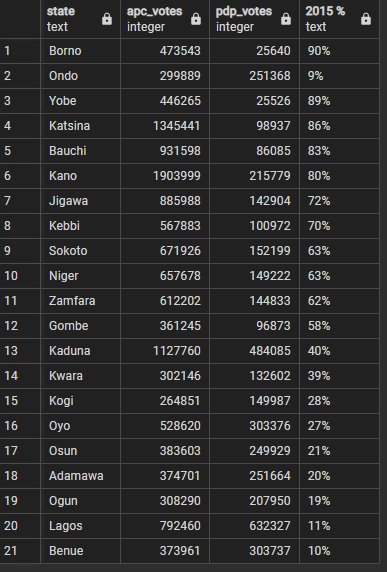 state apc_votes pdp_votes 2015 %
text integer integer text
1 Borno 473543 25640 90%
2 Ondo 299889 251368 9%
3 Yobe 446265 25526 89%
4 Katsina 1345441 98937 86%
5 Bauchi 931598 86085 83%
6 Kano 1903999 215779 80%
7 Jigawa 885988 142904 72%
8 Kebbi 567883 100972 70%
9 Sokoto 671926 152199 63%
10 Niger 657678 149222 63%
11 Zamfara 612202 144833 62%
12 Gombe 361245 96873 58%
13 Kaduna 1127760 484085 40%
14 Kwara 302146 132602 39%
15 Kogi 264851 149987 28%
16 Oyo 528620 303376 27%
17 Osun 383603 249929 21%
18 Adamawa 374701 251664 20%
19 Ogun 308290 207950 19%
20 Lagos 792460 632327 11%
21 Benue 373961 303737 10%